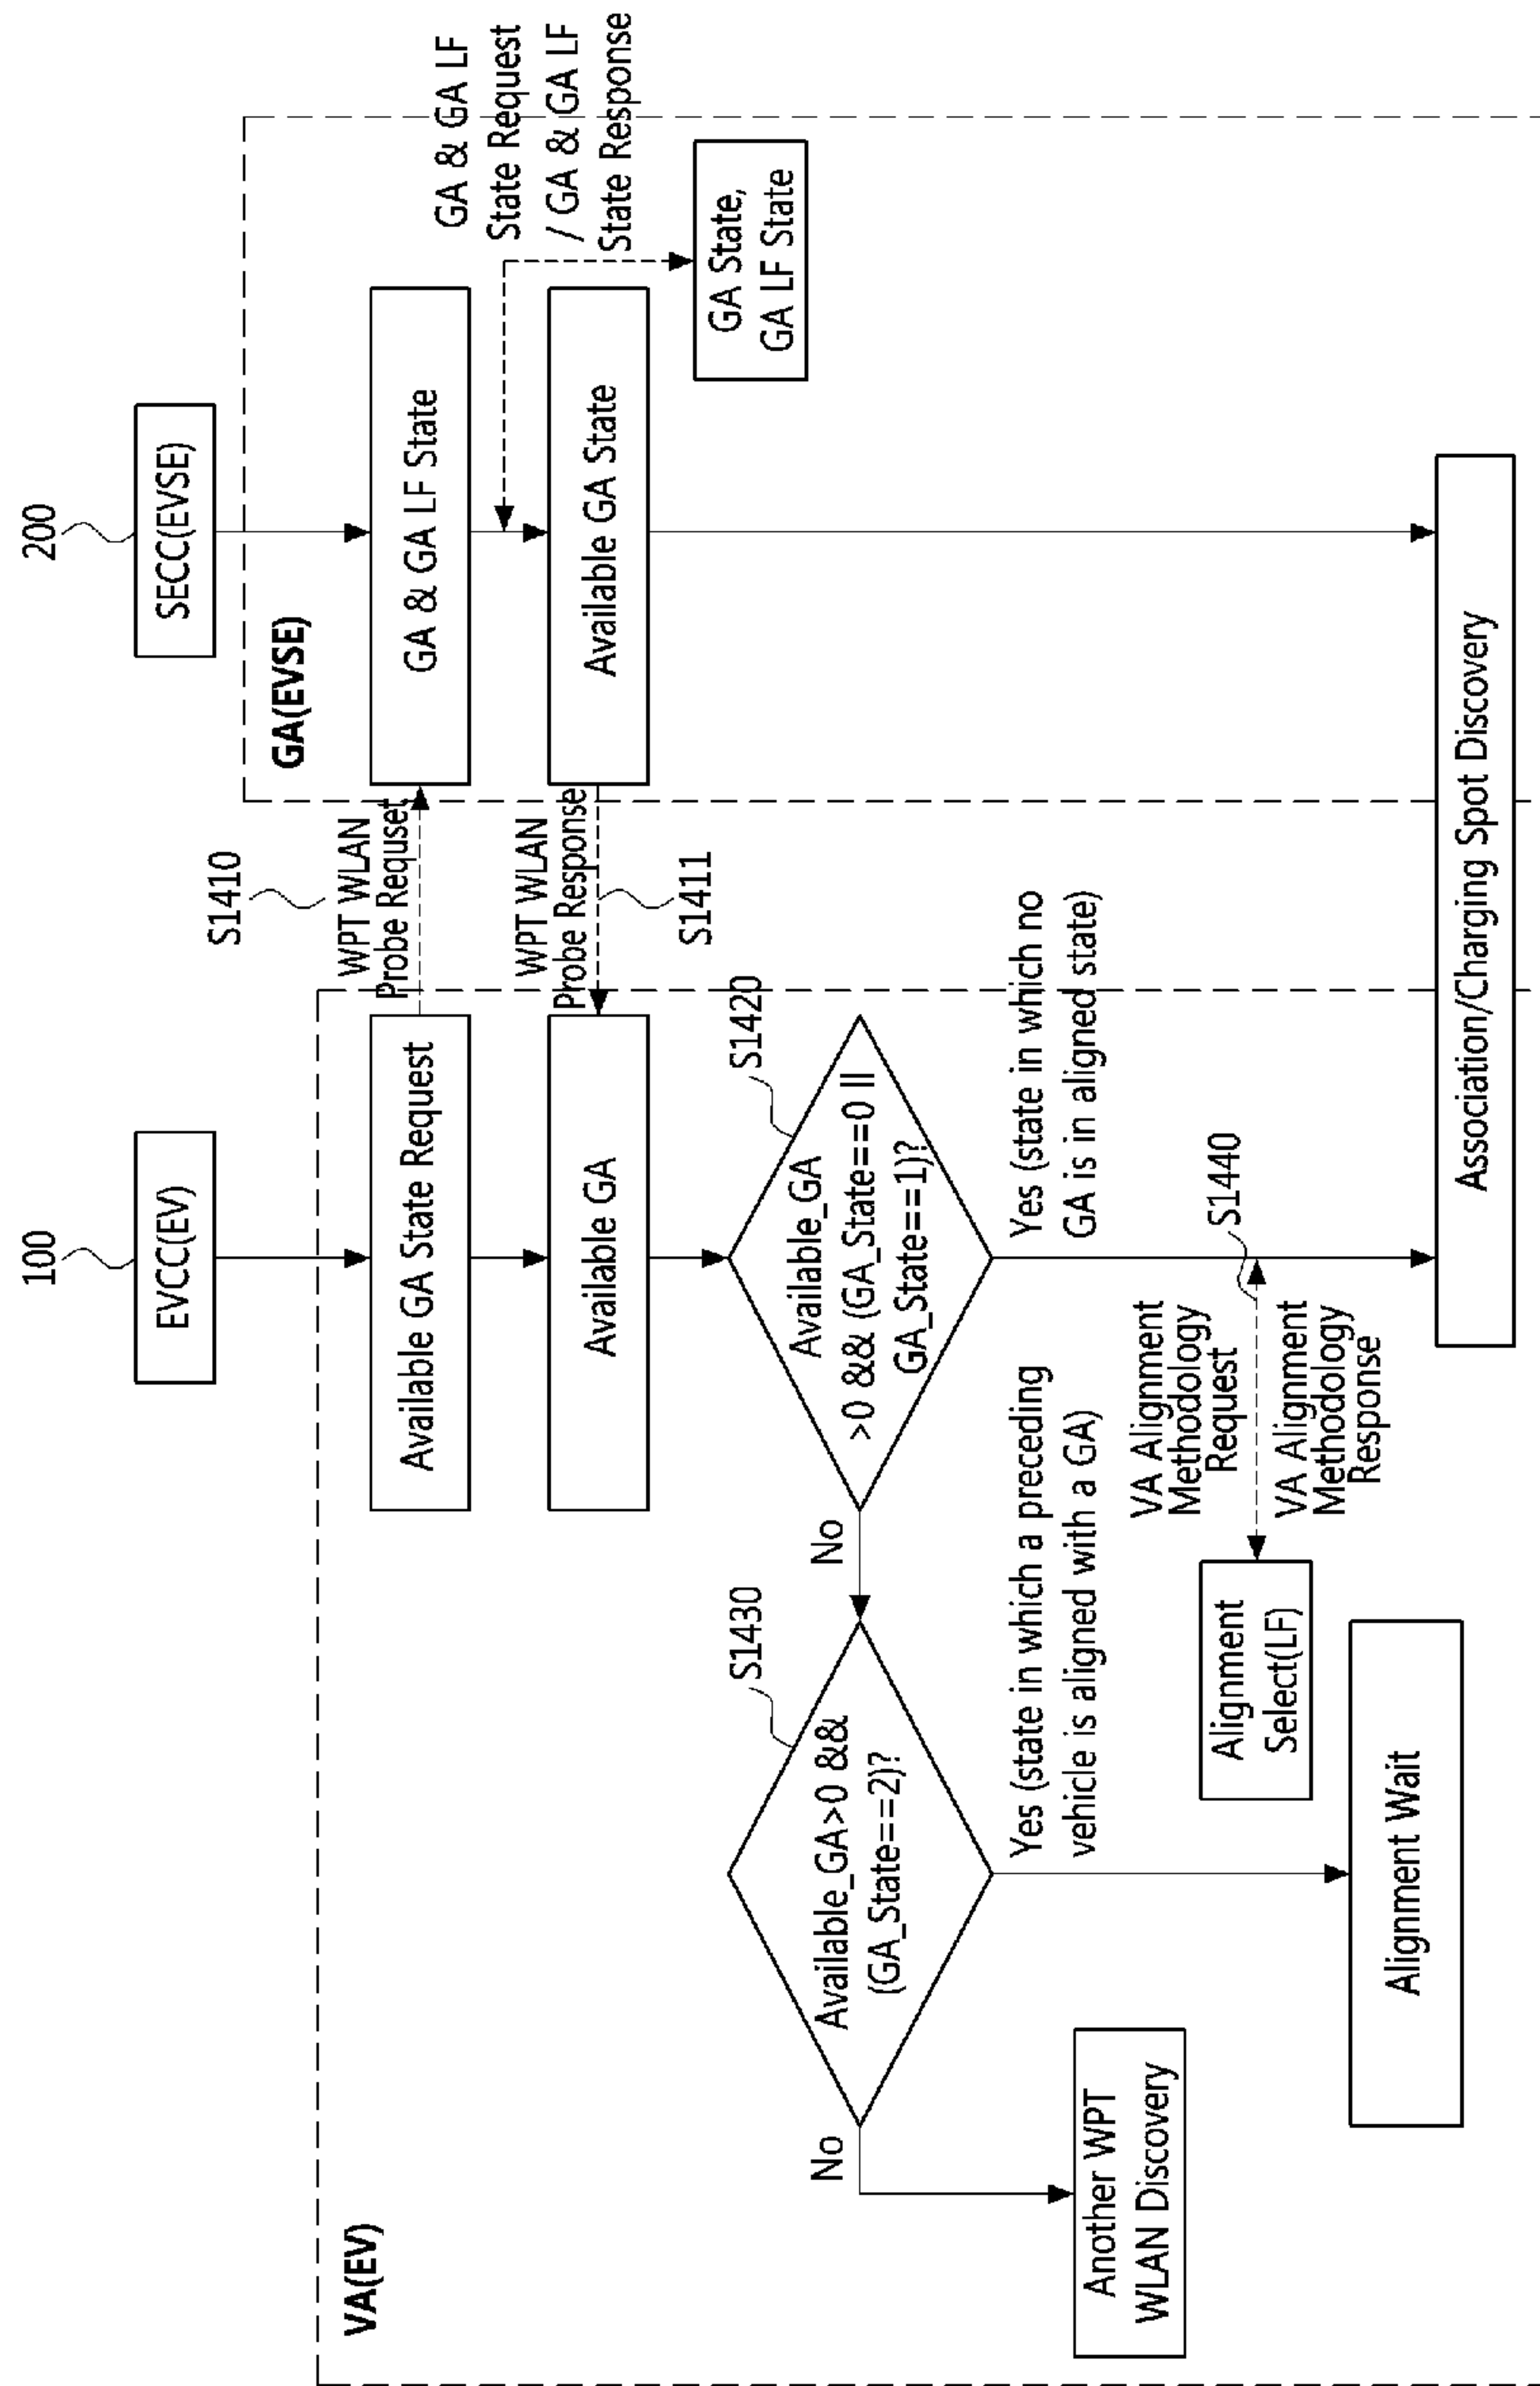 100
200
EVCC(EV)
SECC(EVSE)
VA(EV)
GA(EVSE)
S1410
Available GA State Request
WPT WLAN
Probe Requset
GA & GA LF State
GA & GA LF
State Request
/ GA & GA LF
State Response
Available GA
WPT WLAN
Probe Response
S1411
Available GA State
GA State,
GA LF State
S1430
S1420
Available_GA>0 &&
(GA_State==2)?
No
Available_GA
>0 && (GA_State==0 ||
GA_State==1)?
No
Yes (state in which a preceding
vehicle is aligned with a GA)
Yes (state in which no
GA is in aligned state)
Another WPT
WLAN Discovery
Alignment
Select(LF)
VA Alignment
Methodology
Request
S1440
VA Alignment
Methodology
Response
Alignment Wait
Association/Charging Spot Discovery